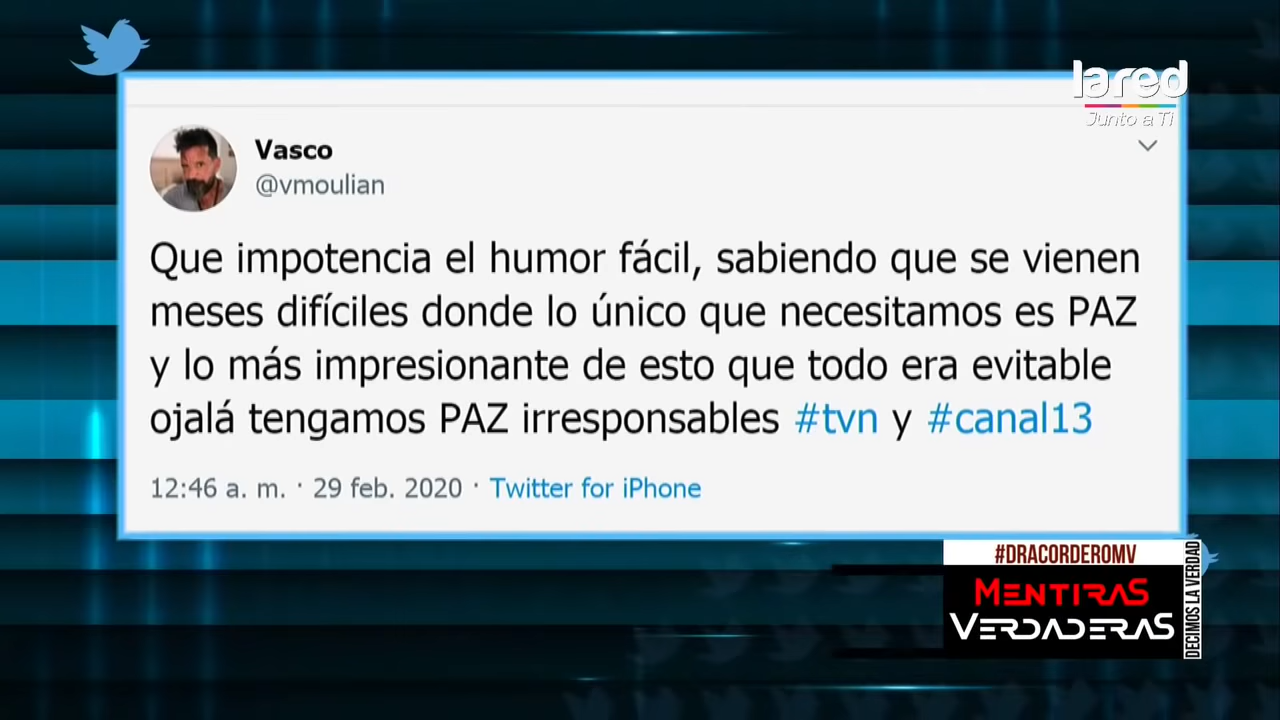 lared
Junto a Ti
Vasco
@vmoulian
Que impotencia el humor fácil, sabiendo que se vienen
meses difíciles donde lo único que necesitamos es PAZ
y lo más impresionante de esto que todo era evitable
ojalá tengamos PAZ irresponsables #tvn y #canal13
12:46 a. m. · 29 feb. 2020 · Twitter for iPhone
#DRACORDEROMV
MENTIRAS
VERDADERAS
DECIMOS LA VERDAD